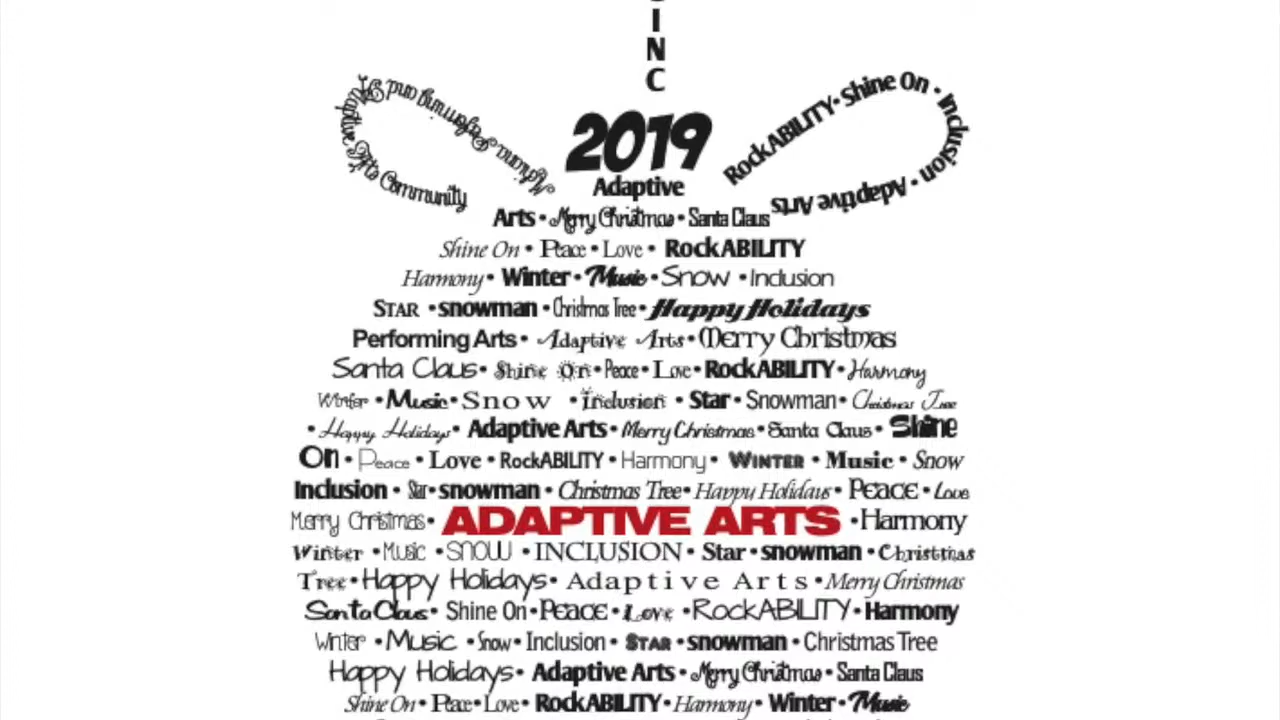 INC
2019
Adaptive Arts Community
RockABILITY• Shine On • Inclusion • Adaptive Arts
Adaptive
Arts • Merry Christmas • Santa Claus
Shine On • Peace • Love • RockABILITY
Harmony • Winter • Music • Snow • Inclusion
STAR • snowman • Christmas Tree • Happy Holidays
Performing Arts • Adaptive Arts • Merry Christmas
Santa Claus • Shine On • Peace • Love • RockABILITY • Harmony
Winter • Music • Snow • Inclusion • Star • Snowman • Christmas Tree
• Happy Holidays • Adaptive Arts • Merry Christmas • Santa Claus • Shine
On • Peace • Love • RockABILITY • Harmony • WINTER • Music • Snow
Inclusion • Star • snowman • Christmas Tree • Happy Holidays • PEACE • Love
Merry Christmas • ADAPTIVE ARTS • Harmony
Winter • Music • SNOW • INCLUSION • Star • snowman • Christmas
Tree • Happy Holidays • Adaptive Arts • Merry Christmas
Santa Claus • Shine On • PEACE • Love • RockABILITY • Harmony
Winter • Music • Snow • Inclusion • STAR • snowman • Christmas Tree
Happy Holidays • Adaptive Arts • Merry Christmas • Santa Claus
Shine On • Peace • Love • RockABILITY • Harmony • Winter • Music